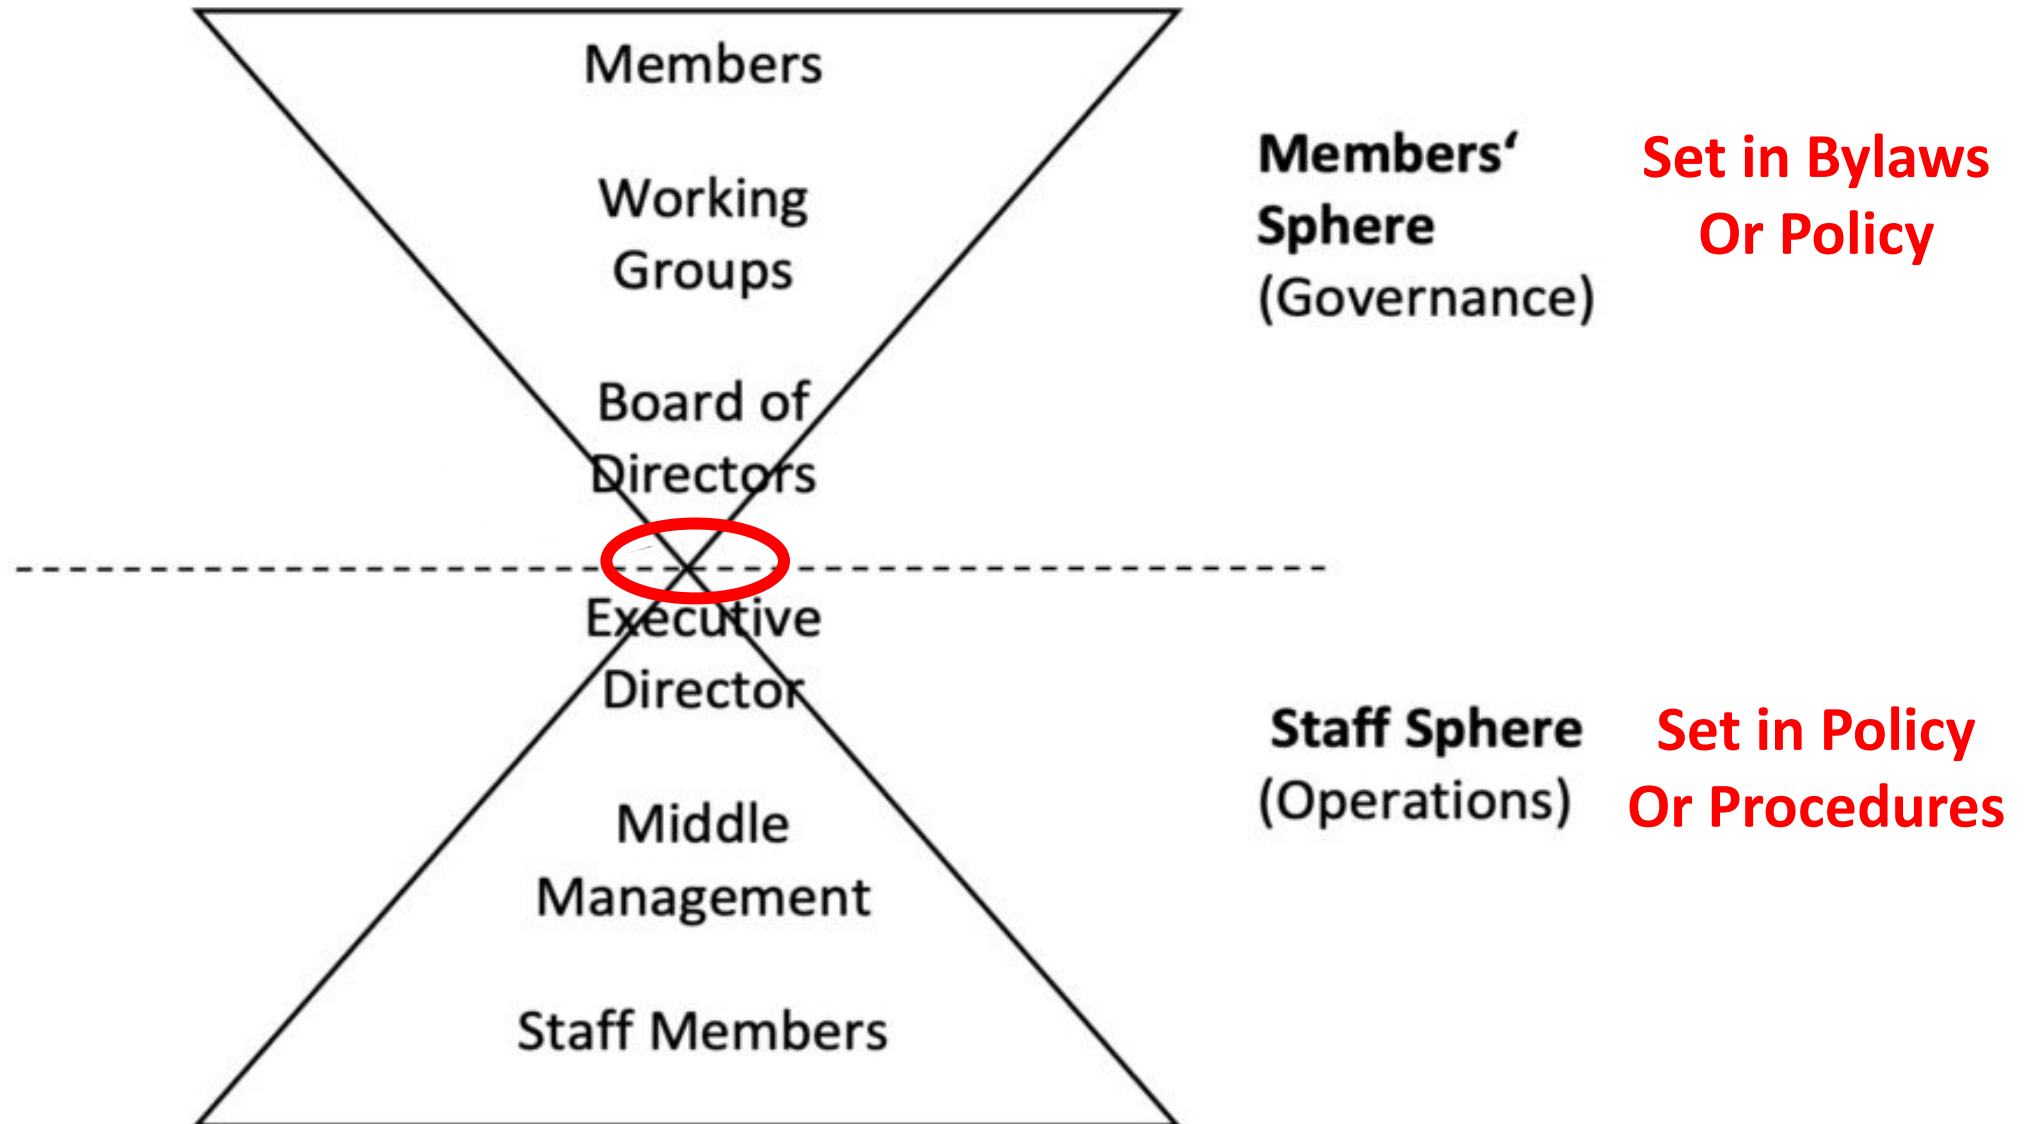 Members
Working
Groups
Board of
Directors
Members‘
Sphere
(Governance)
Set in Bylaws
Or Policy
Executive
Director
Middle
Management
Staff Members
Staff Sphere
(Operations)
Set in Policy
Or Procedures